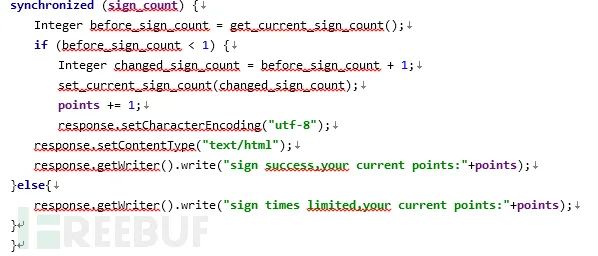 synchronized (sign_count) {↓
Integer before_sign_count = get_current_sign_count();↓
if (before_sign_count < 1) {↓
Integer changed_sign_count = before_sign_count + 1;↓
set_current_sign_count(changed_sign_count);↓
points += 1;↓
response.setCharacterEncoding("utf-8");↓
response.setContentType("text/html");↓
response.getWriter().write("sign success,your current points:"+points);↓
}else{↓
response.getWriter().write("sign times limited,your current points:"+points);↓
}↵
}↵
FREEBUF